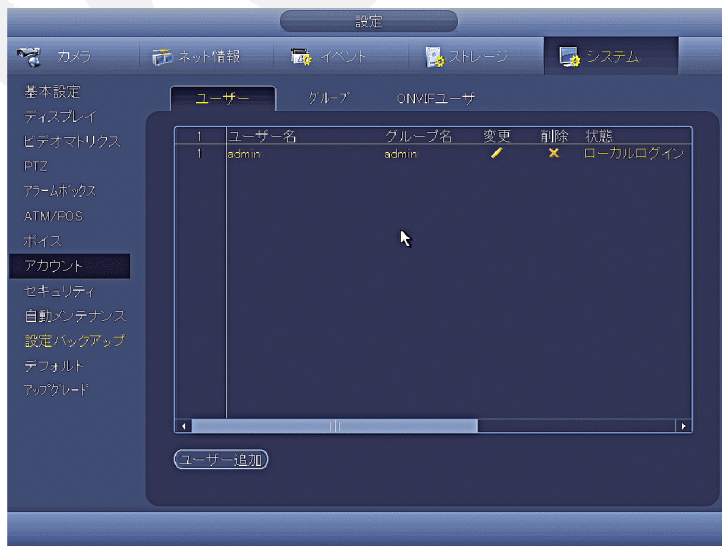 設定
カメラ ネット情報 イベント ストレージ システム
基本設定
ディスプレイ
ビデオマトリクス
PTZ
アラームボックス
ATM/POS
ボイス
アカウント
セキュリティ
自動メンテナンス
設定バックアップ
デフォルト
アップグレード
ユーザー グループ ONVIFユーザ
1 ユーザー名 グループ名 変更 削除 状態
1 admin admin ローカルログイン
ユーザー追加